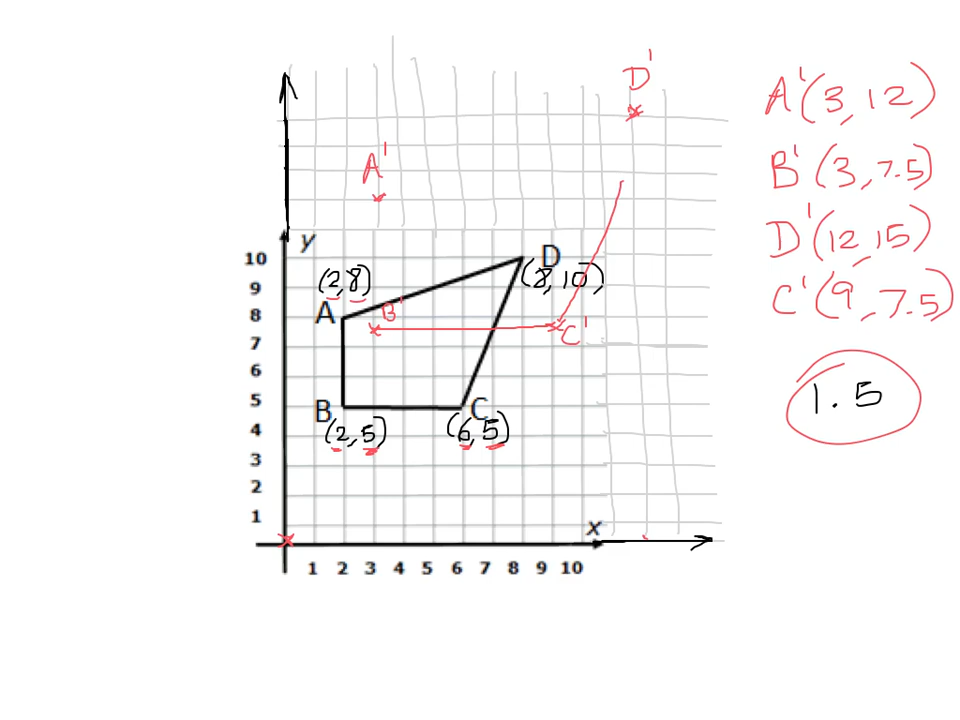 D'
A'(3, 12)
A'
B'(3, 7.5)
D'(12, 15)
C'(9, 7.5)
y
10
D
(8, 10)
9
(2, 8)
A
B'
8
C'
7
6
1.5
5
B
C
4
(2, 5)
(6, 5)
3
2
1
x
1 2 3 4 5 6 7 8 9 10